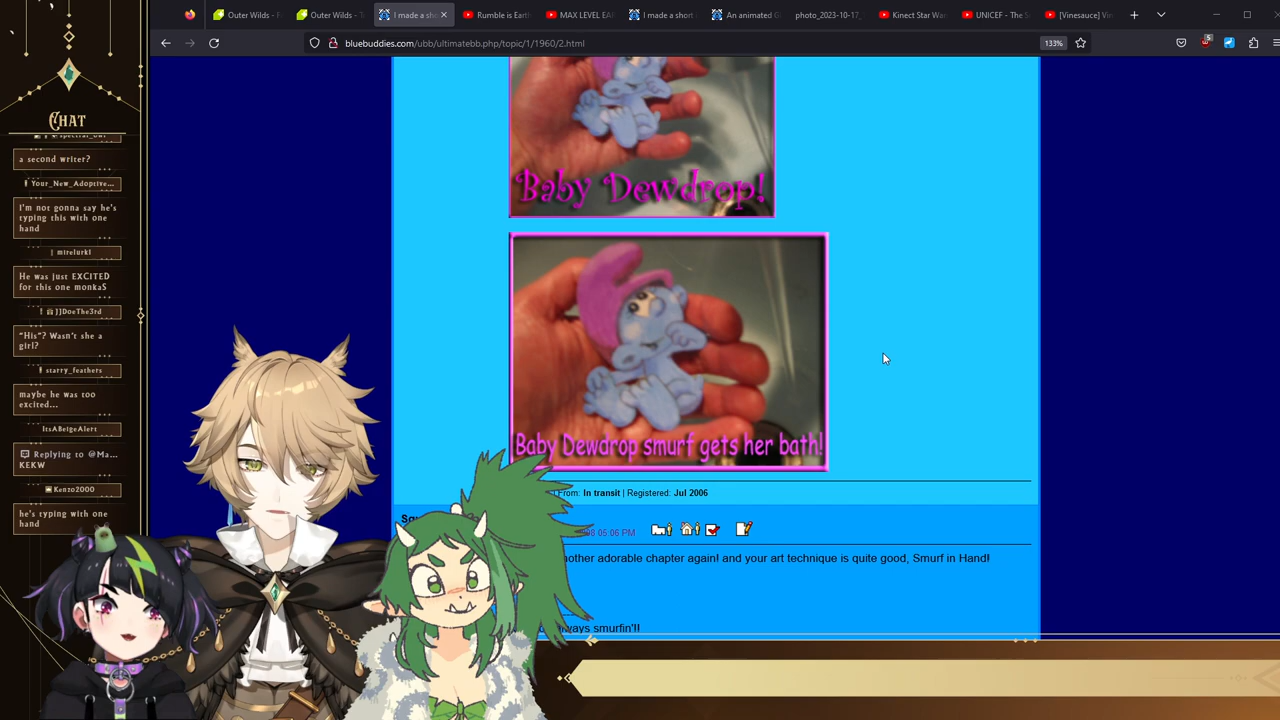 Outer Wilds - F
Outer Wilds - T
I made a sh
Rumble is Earth
MAX LEVEL EAR
I made a short
An animated G
photo_2023-10-17_
Kinect Star War
UNICEF - The S
[Vinesauce] Vin
bluebuddies.com/ubb/ultimatebb.php/topic/1/1960/2.html
133%
5
CHAT
a second writer?
Your_New_Adoptive...
I'm not gonna say he's
typing this with one
hand
mirelurkl
He was just EXCITED
for this one monkaS
JJDoeThe3rd
"His"? Wasn't she a
girl?
starry_feathers
maybe he was too
excited...
ItsABeigeAlert
Replying to @Ma...
KEKW
Kenzo2000
he's typing with one
hand
Baby Dewdrop!
Baby Dewdrop smurf gets her bath!
From: In transit | Registered: Jul 2006
05:06 PM
another adorable chapter again! and your art technique is quite good, Smurf in Hand!
always smurfin'!!